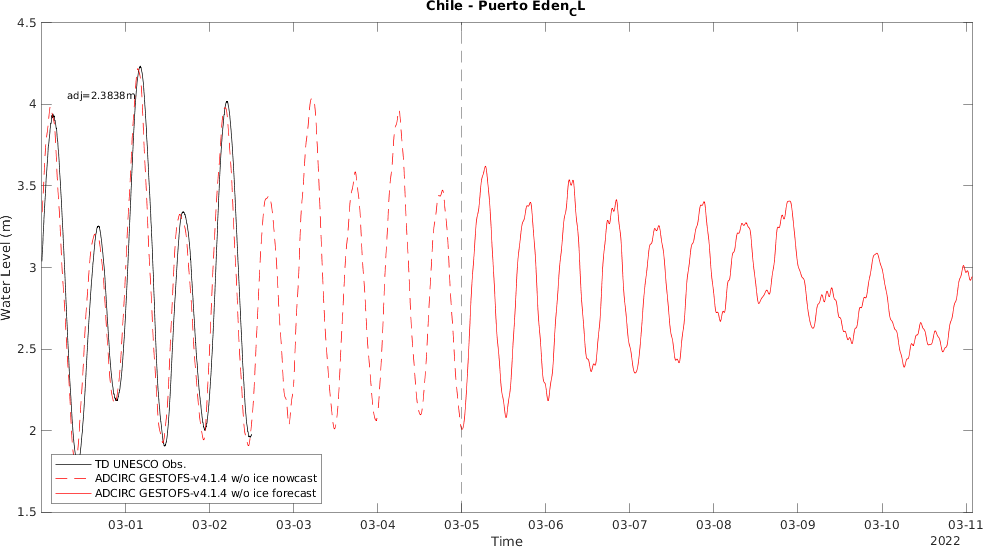 Chile - Puerto Eden_CL
4.5
4
3.5
3
2.5
2
1.5
Water Level (m)
adj=2.3838m
TD UNESCO Obs.
ADCIRC GESTOFS-v4.1.4 w/o ice nowcast
ADCIRC GESTOFS-v4.1.4 w/o ice forecast
03-01 03-02 03-03 03-04 03-05 03-06 03-07 03-08 03-09 03-10 03-11
Time
2022